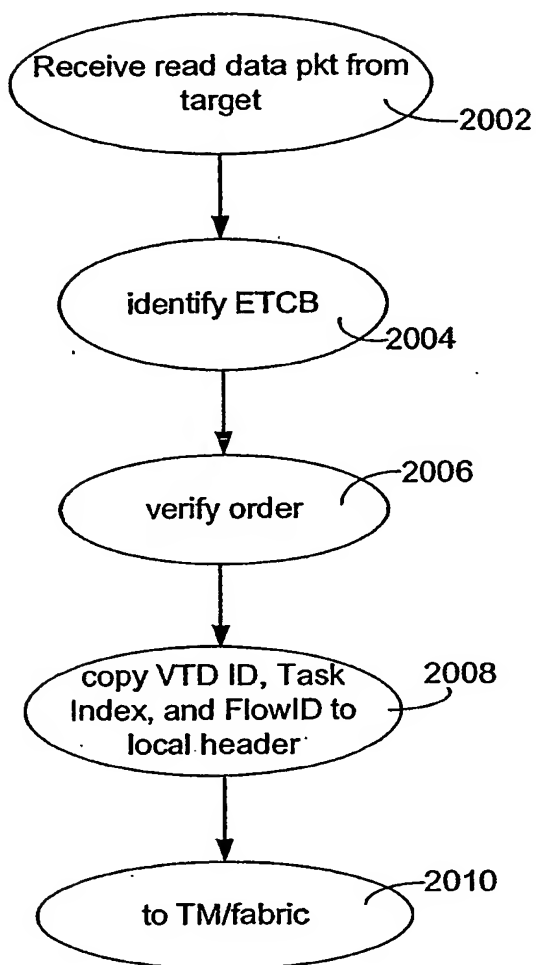 Receive read data pkt from
target
2002
identify ETCB
2004
2006
verify order
copy VTD ID, Task
Index, and FlowID to
local header
2008
2010
to TM/fabric